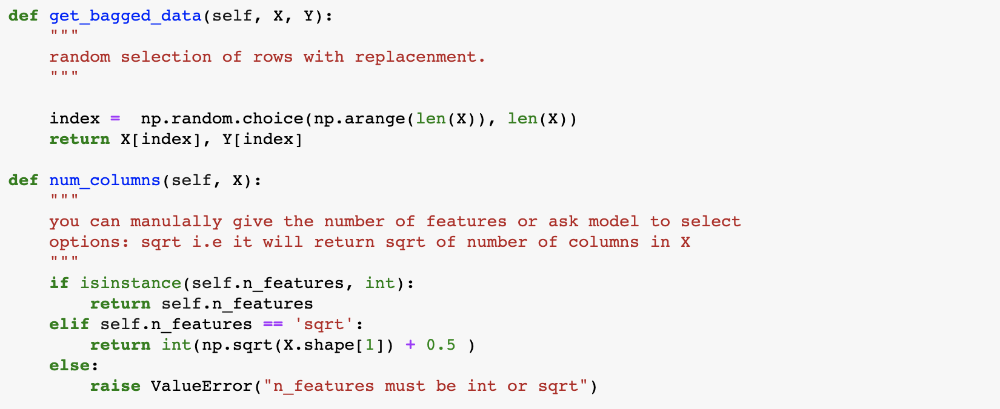 def get_bagged_data(self, X, Y):
    """
    random selection of rows with replacenment.
    """

    index =  np.random.choice(np.arange(len(X)), len(X))
    return X[index], Y[index]

def num_columns(self, X):
    """
    you can manulally give the number of features or ask model to select
    options: sqrt i.e it will return sqrt of number of columns in X
    """
    if isinstance(self.n_features, int):
        return self.n_features
    elif self.n_features == 'sqrt':
        return int(np.sqrt(X.shape[1]) + 0.5 )
    else:
        raise ValueError("n_features must be int or sqrt")